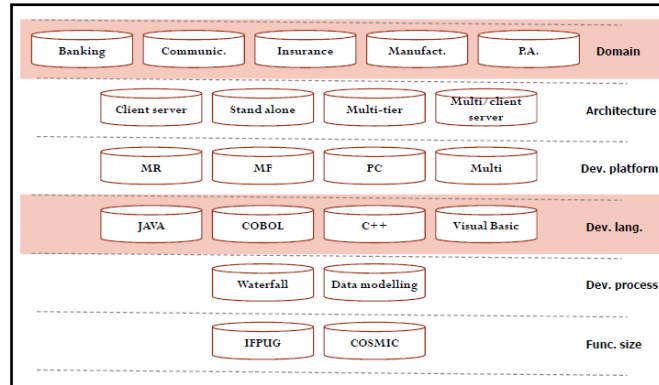 Banking Communic. Insurance Manufact. P.A. Domain
Client server Stand alone Multi-tier Multi/client server Architecture
MR MF PC Multi Dev. platform
JAVA COBOL C++ Visual Basic Dev. lang.
Waterfall Data modelling Dev. process
IFPUG COSMIC Func. size